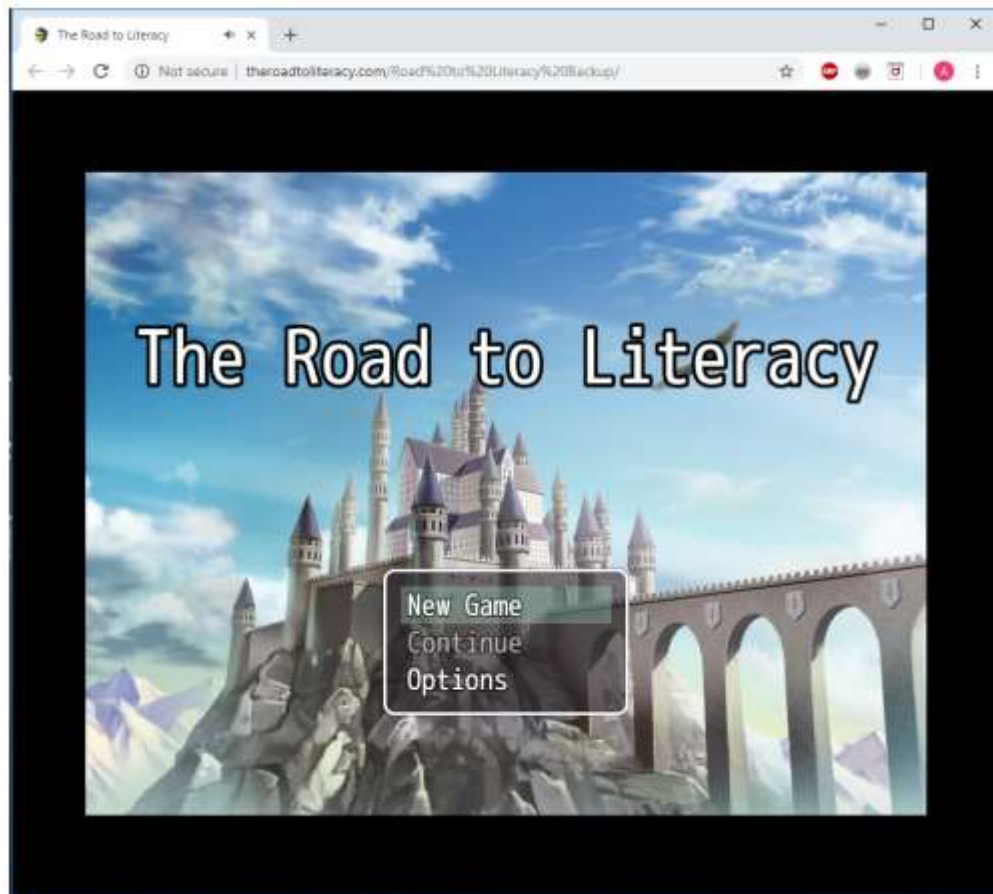 The Road to Literacy
Not secure | theroadtoliteracy.com/Road%20to%20Literacy%20Backup/
ABP
A
The Road to Literacy
New Game
Continue
Options